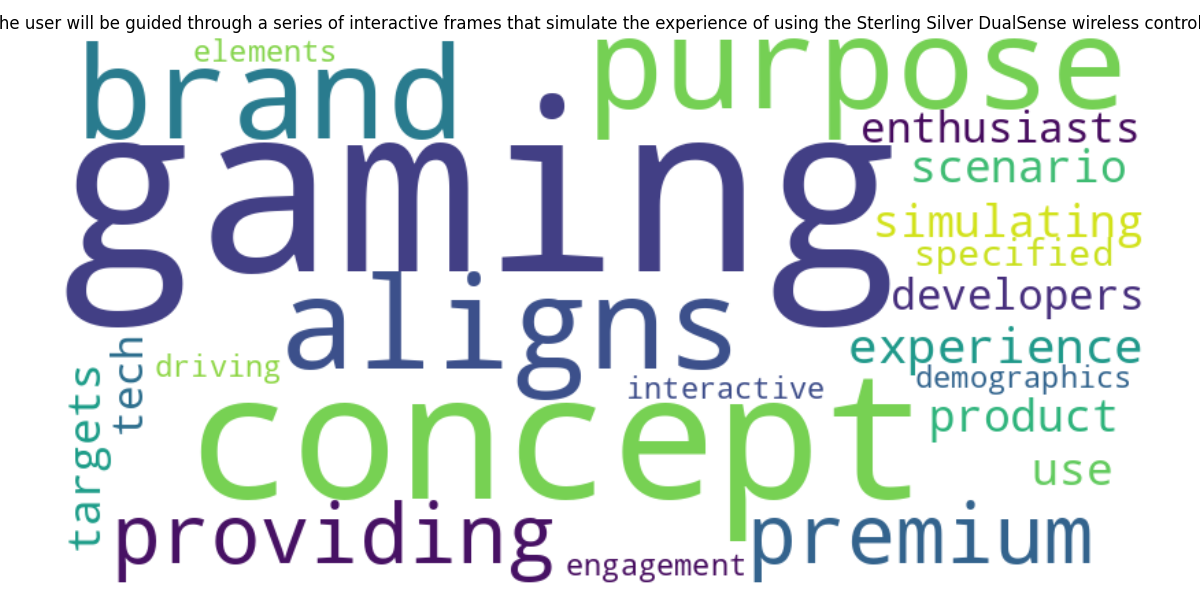 he user will be guided through a series of interactive frames that simulate the experience of using the Sterling Silver DualSense wireless control
elements
brand
purpose
enthusiasts
gaming
scenario
simulating
specified
developers
aligns
experience
tech
driving
demographics
interactive
targets
concept
product
use
providing
premium
engagement